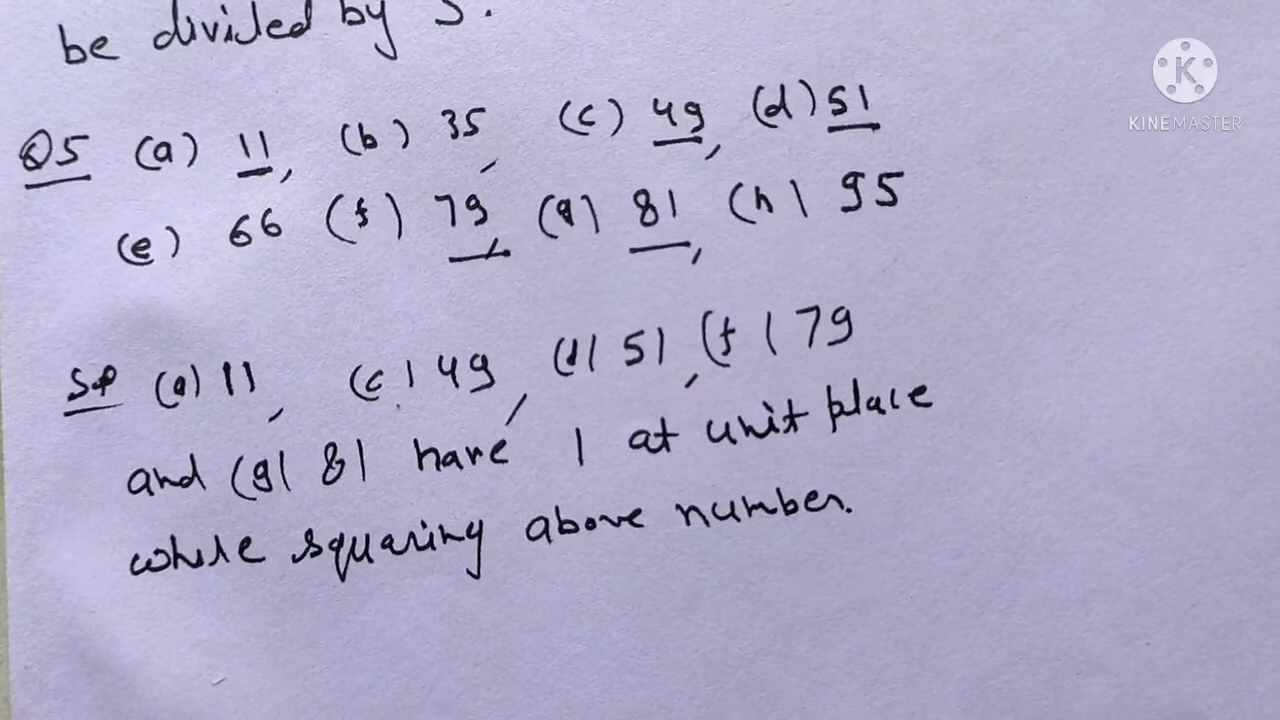 be divided by 5.
Q5 (a) 11, (b) 35, (c) 49, (d) 51
(e) 66 (f) 79, (g) 81, (h) 95
(a) 11, (c) 49, (d) 51, (f) 79
and (g) 81 have 1 at unit place
while squaring above number.
K
KINEMASTER